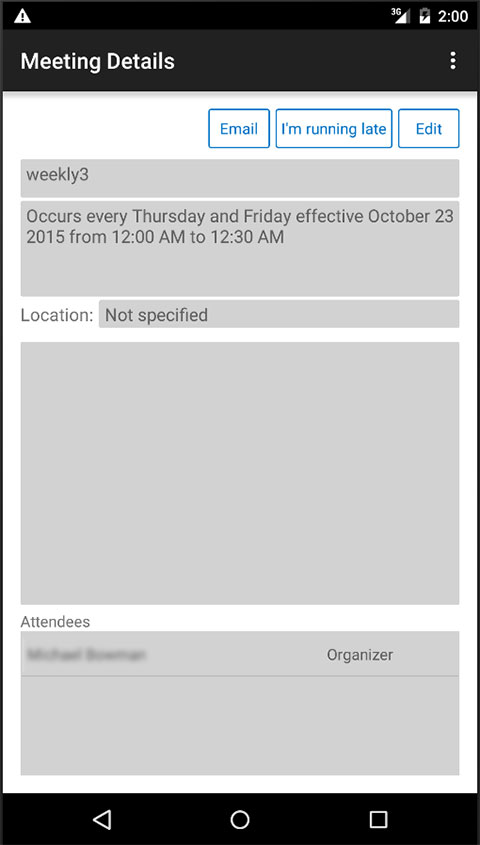 3G 2:00
Meeting Details
Email I'm running late Edit
weekly3
Occurs every Thursday and Friday effective October 23
2015 from 12:00 AM to 12:30 AM
Location: Not specified
Attendees
Organizer